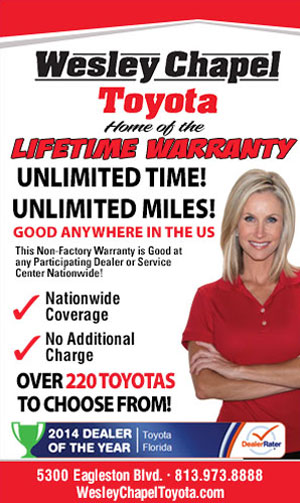 Wesley Chapel
Toyota
Home of the
LIFETIME WARRANTY
UNLIMITED TIME!
UNLIMITED MILES!
GOOD ANYWHERE IN THE US
This Non-Factory Warranty is Good at
any Participating Dealer or Service
Center Nationwide!
Nationwide
Coverage
No Additional
Charge
OVER 220 TOYOTAS
TO CHOOSE FROM!
2014 DEALER
OF THE YEAR
Toyota
Florida
DealerRater
5300 Eagleston Blvd. · 813.973.8888
WesleyChapelToyota.com